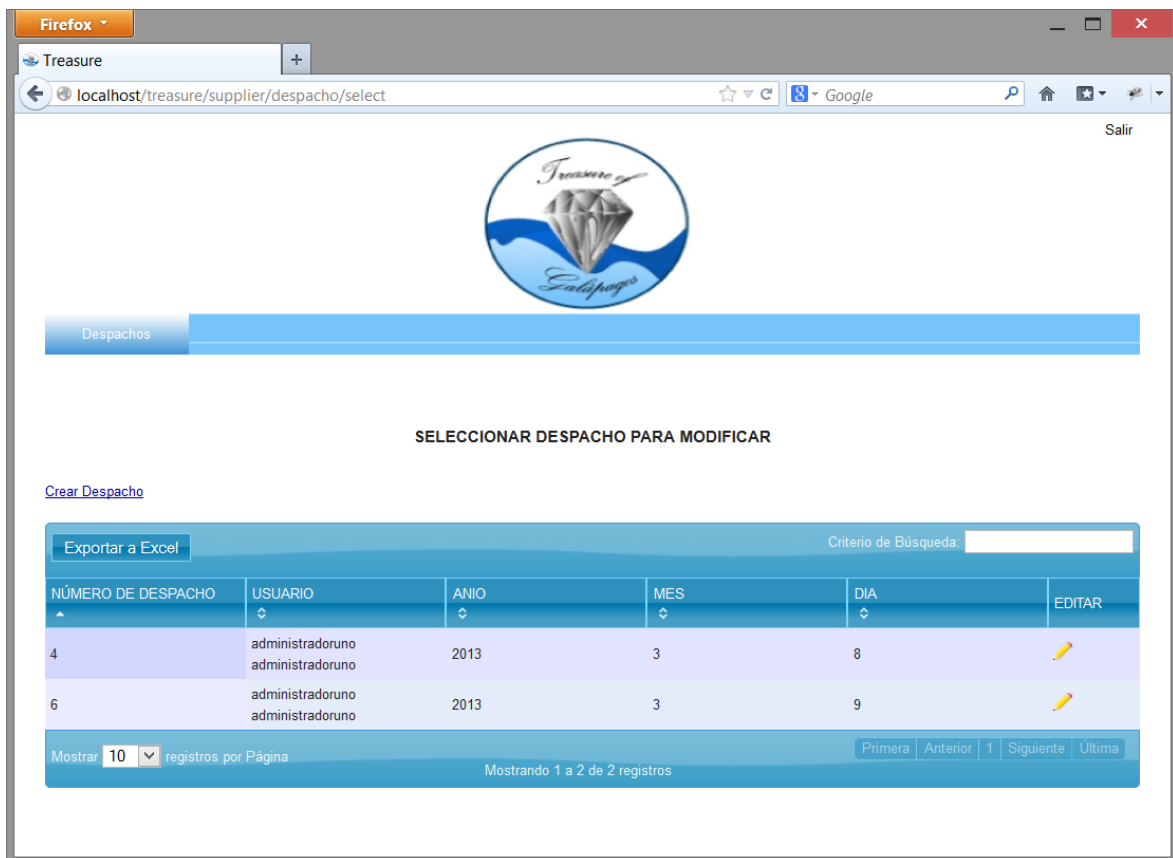 Firefox
Treasure
localhost/treasure/supplier/despacho/select
Google
Salir
Treasure of
Galápagos
Despachos
SELECCIONAR DESPACHO PARA MODIFICAR
Crear Despacho
Exportar a Excel
Criterio de Búsqueda:
NÚMERO DE DESPACHO USUARIO ANIO MES DIA EDITAR
4 administradoruno administradoruno 2013 3 8
6 administradoruno administradoruno 2013 3 9
Mostrar 10 registros por Página
Mostrando 1 a 2 de 2 registros
Primera Anterior 1 Siguiente Última